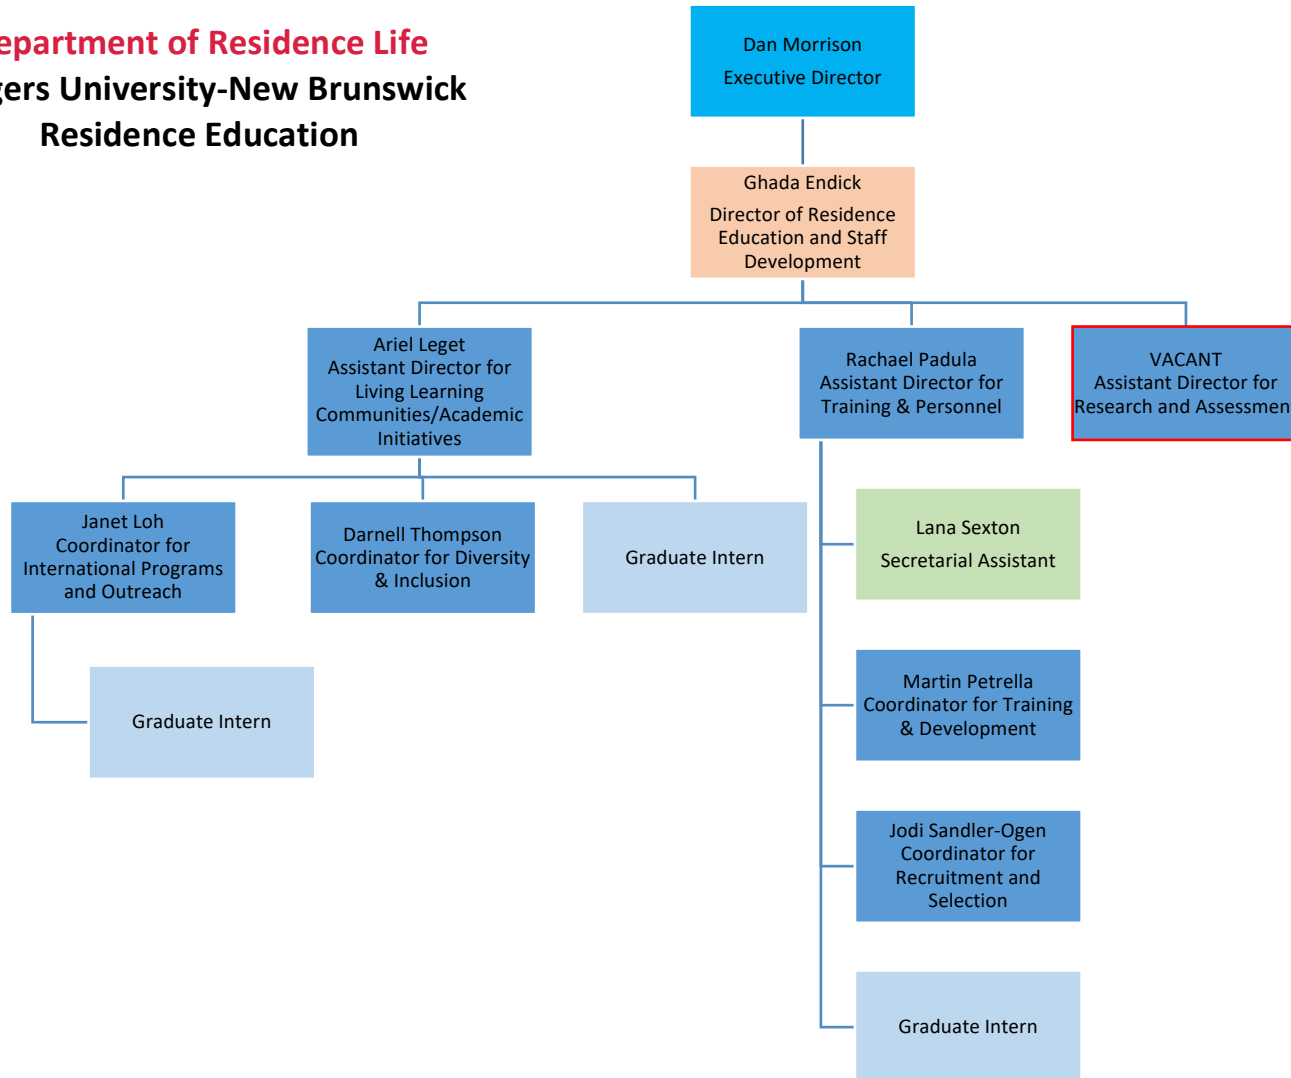 epartment of Residence Life
gers University-New Brunswick
Residence Education
Dan Morrison
Executive Director
Ghada Endick
Director of Residence
Education and Staff
Development
Ariel Leget
Assistant Director for
Living Learning
Communities/Academic
Initiatives
Rachael Padula
Assistant Director for
Training & Personnel
VACANT
Assistant Director for
Research and Assessmen
Janet Loh
Coordinator for
International Programs
and Outreach
Darnell Thompson
Coordinator for Diversity
& Inclusion
Graduate Intern
Lana Sexton
Secretarial Assistant
Graduate Intern
Martin Petrella
Coordinator for Training
& Development
Jodi Sandler-Ogen
Coordinator for
Recruitment and
Selection
Graduate Intern